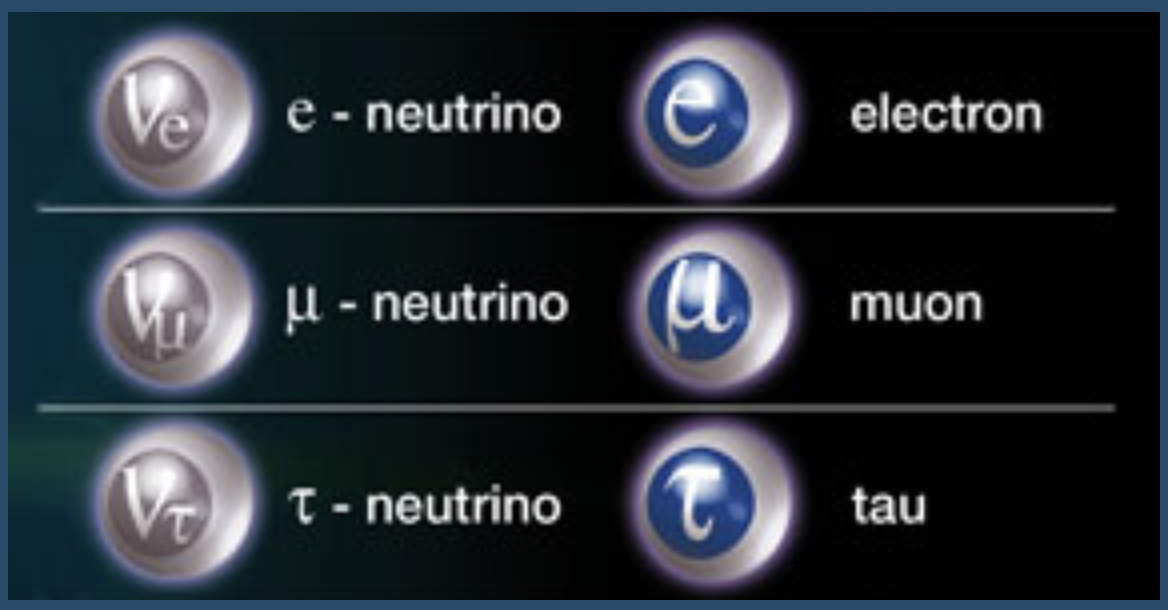 νe e - neutrino e electron
νμ μ - neutrino μ muon
ντ τ - neutrino τ tau